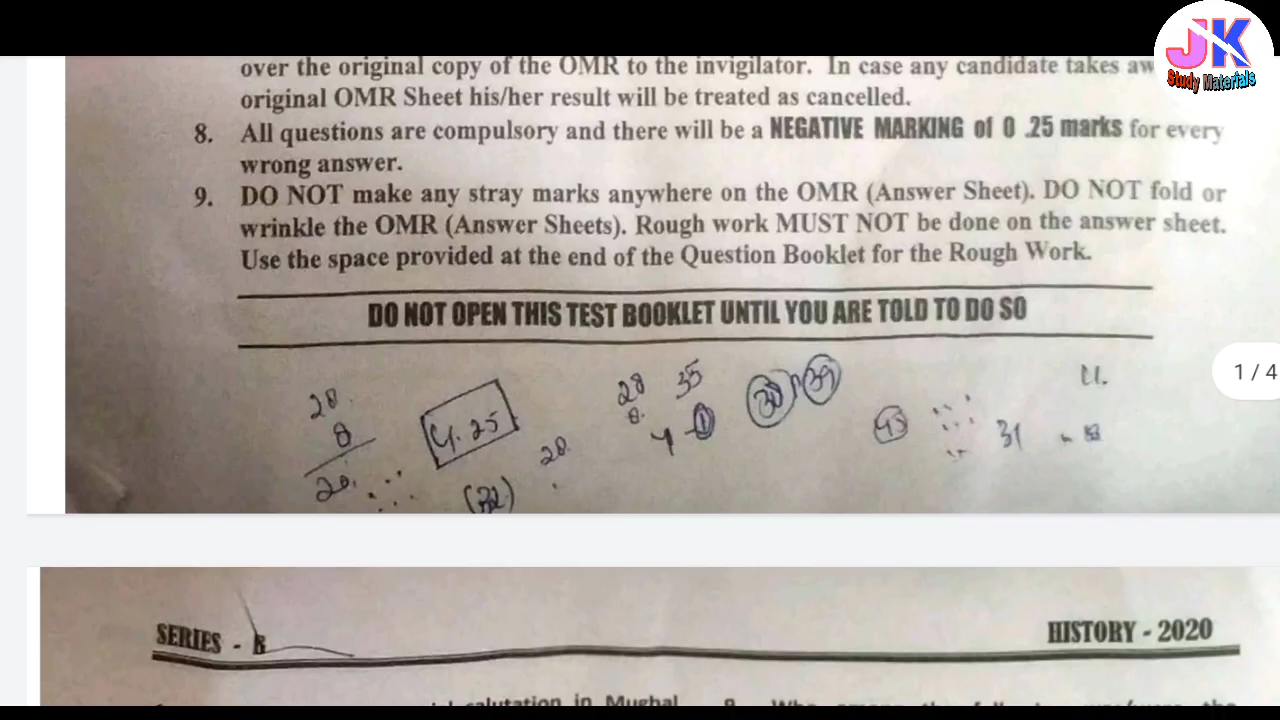 JK
Study Materials
over the original copy of the OMR to the invigilator. In case any candidate takes aw
original OMR Sheet his/her result will be treated as cancelled.
8. All questions are compulsory and there will be a NEGATIVE MARKING of 0 .25 marks for every
wrong answer.
9. DO NOT make any stray marks anywhere on the OMR (Answer Sheet). DO NOT fold or
wrinkle the OMR (Answer Sheets). Rough work MUST NOT be done on the answer sheet.
Use the space provided at the end of the Question Booklet for the Rough Work.
DO NOT OPEN THIS TEST BOOKLET UNTIL YOU ARE TOLD TO DO SO
1 / 4
28 35
28
8
20
28
31
SERIES - B HISTORY - 2020
salutation in Mughal